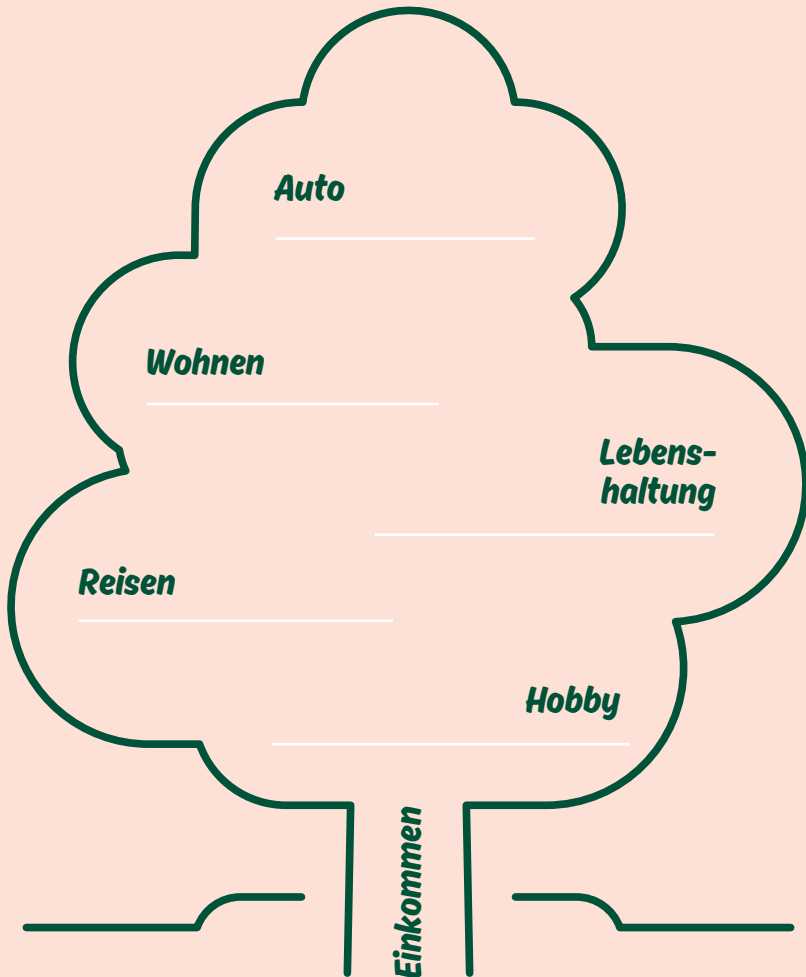 Auto
Wohnen
Lebens-
haltung
Reisen
Hobby
Einkommen